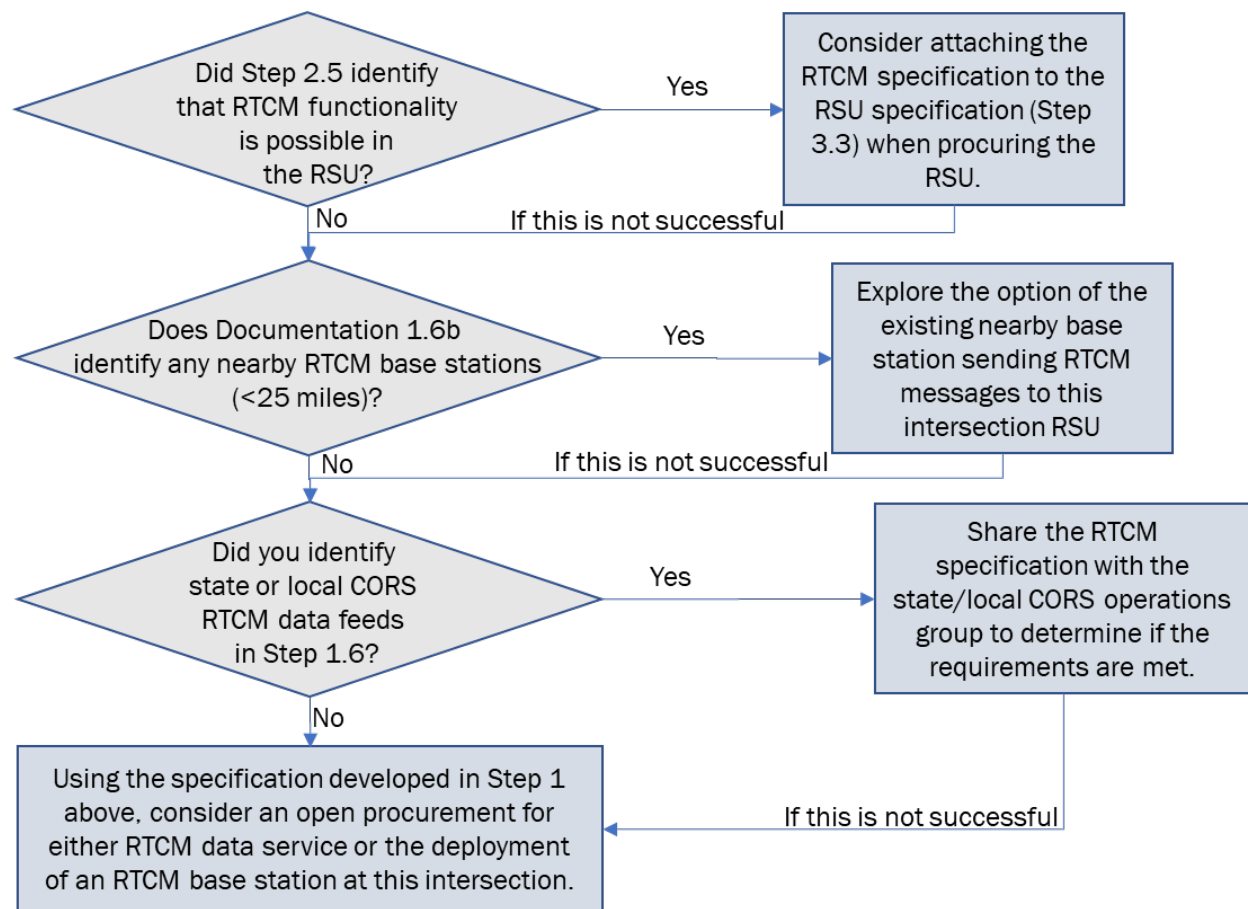 Did Step 2.5 identify
that RTCM functionality
is possible in
the RSU?
Yes
Consider attaching the
RTCM specification to the
RSU specification (Step
3.3) when procuring the
RSU.
No
If this is not successful
Does Documentation 1.6b
identify any nearby RTCM base stations
(<25 miles)?
Yes
Explore the option of the
existing nearby base
station sending RTCM
messages to this
intersection RSU
No
If this is not successful
Did you identify
state or local CORS
RTCM data feeds
in Step 1.6?
Yes
Share the RTCM
specification with the
state/local CORS operations
group to determine if the
requirements are met.
No
If this is not successful
Using the specification developed in Step 1
above, consider an open procurement for
either RTCM data service or the deployment
of an RTCM base station at this intersection.